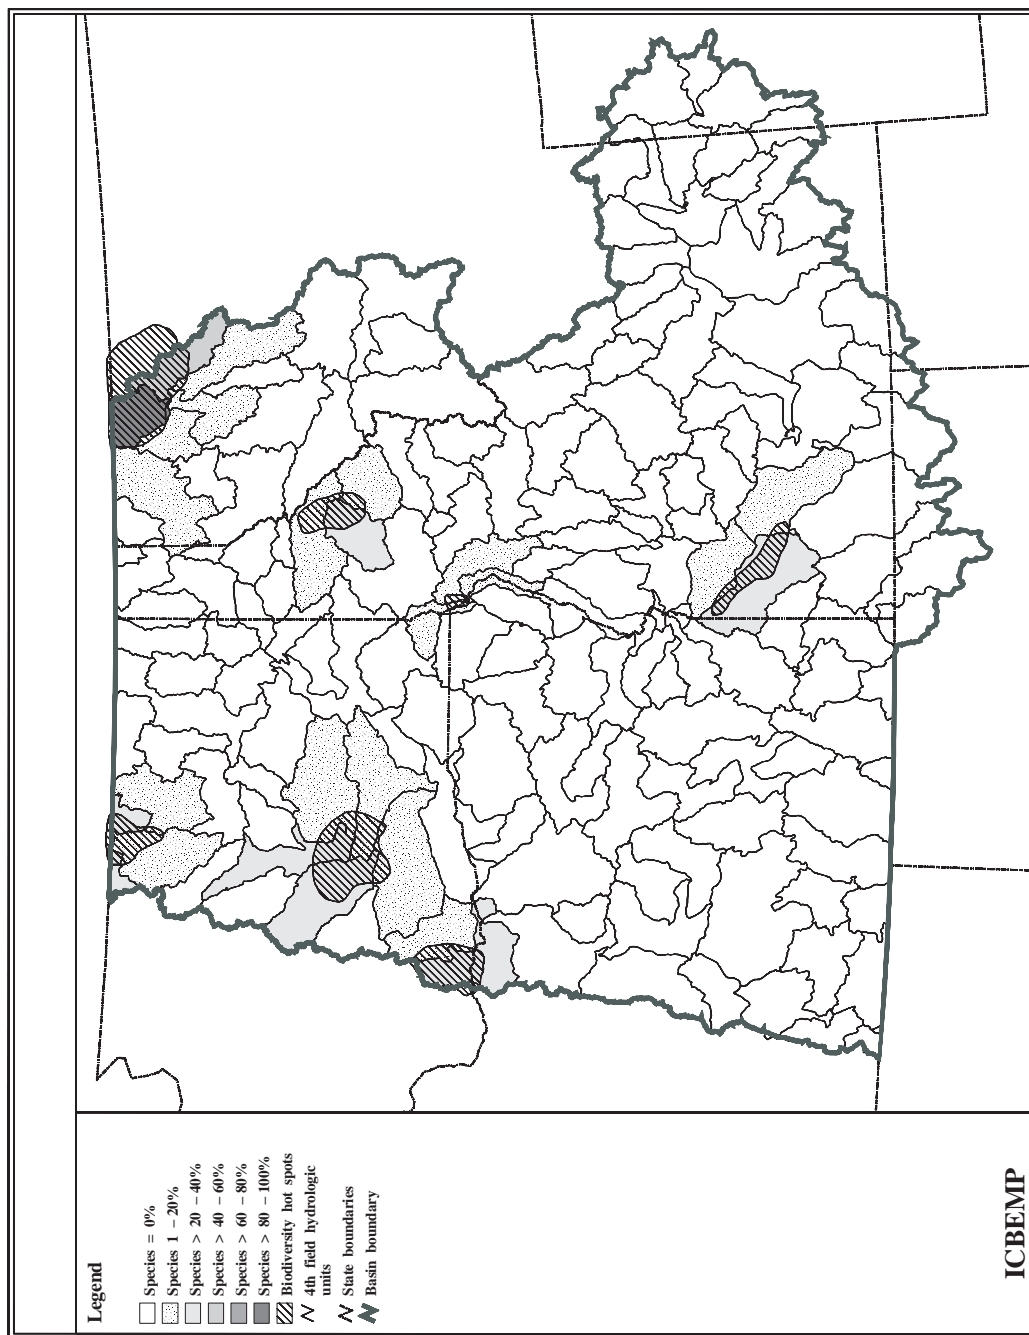 Legend
Species = 0%
Species 1 – 20%
Species > 20 – 40%
Species > 40 – 60%
Species > 60 – 80%
Species > 80 – 100%
Biodiversity hot spots
4th field hydrologic
units
State boundaries
Basin boundary
ICBEMP